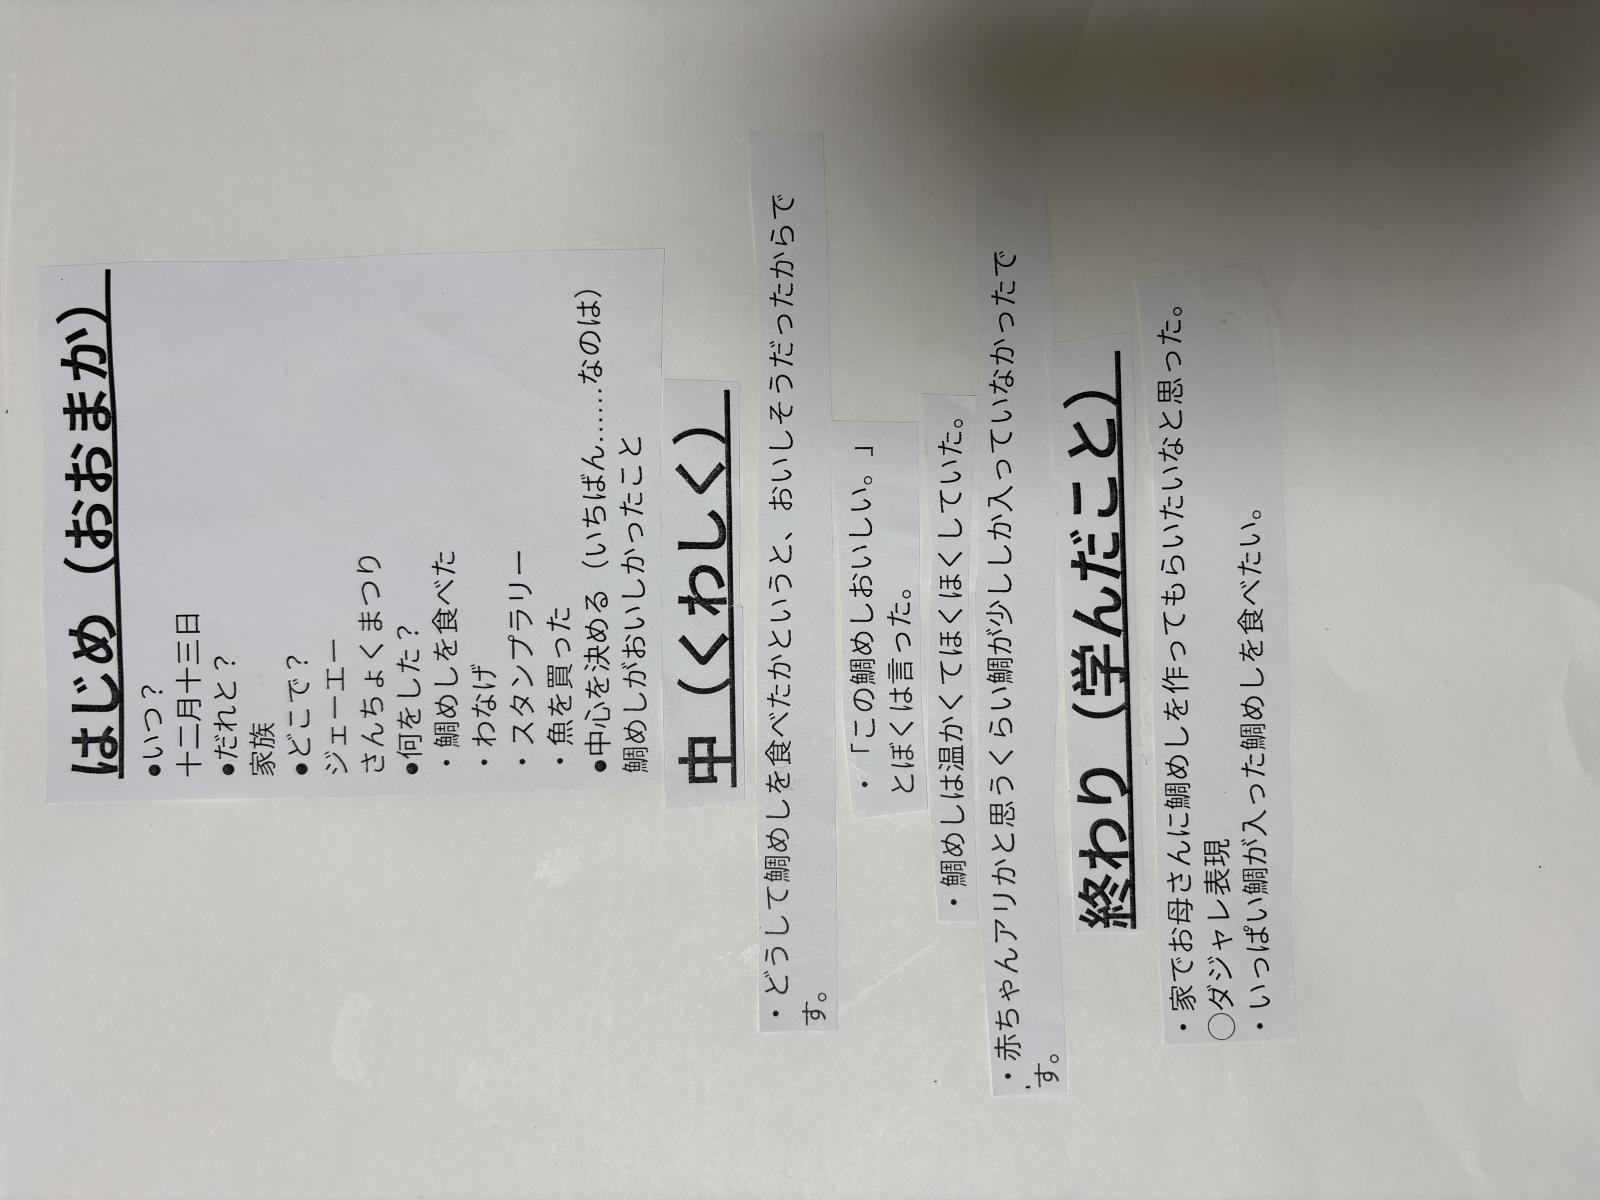 はじめ（おおまか）
●いつ？
十二月十三日
●だれと？
家族
●どこで？
ジェーエー
さんちょくまつり
●何をした？
・鯛めしを食べた
・わなげ
・スタンプラリー
・魚を買った
●中心を決める（いちばん……なのは）
鯛めしがおいしかったこと
中（くわしく）
・どうして鯛めしを食べたかというと、おいしそうだったからで
す。
・「この鯛めしおいしい。」
とぼくは言った。
・鯛めしは温かくてほくほくしていた。
・赤ちゃんアリかと思うくらい鯛が少ししか入っていなかったで
す。
終わり（学んだこと）
・家でお母さんに鯛めしを作ってもらいたいなと思った。
○ダジャレ表現
・いっぱい鯛が入った鯛めしを食べたい。